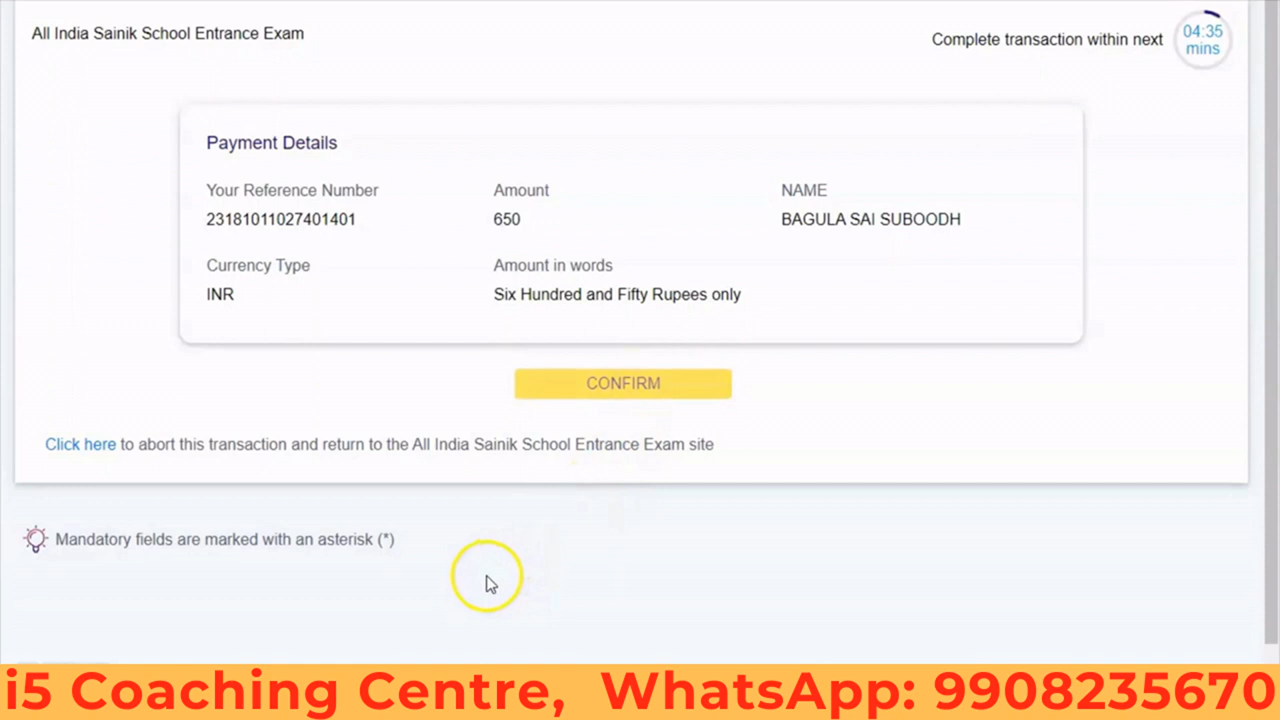 All India Sainik School Entrance Exam
Complete transaction within next
04:35
mins
Payment Details
Your Reference Number
Amount
NAME
23181011027401401
650
BAGULA SAI SUBOODH
Currency Type
Amount in words
INR
Six Hundred and Fifty Rupees only
CONFIRM
Click here to abort this transaction and return to the All India Sainik School Entrance Exam site
Mandatory fields are marked with an asterisk (*)
i5 Coaching Centre, WhatsApp: 9908235670